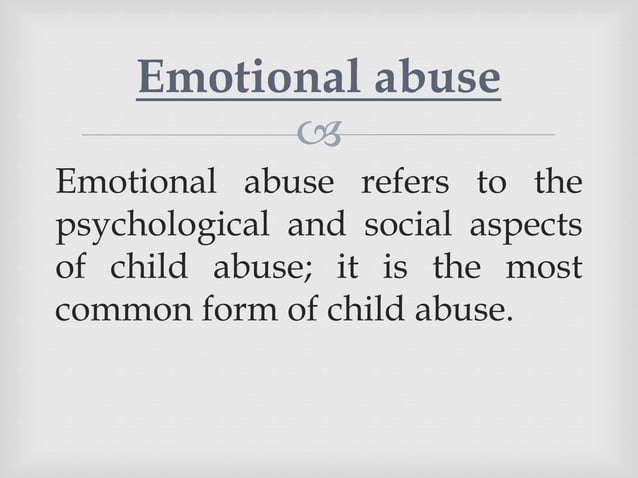 Emotional abuse
Emotional abuse refers to the
psychological and social aspects
of child abuse; it is the most
common form of child abuse.